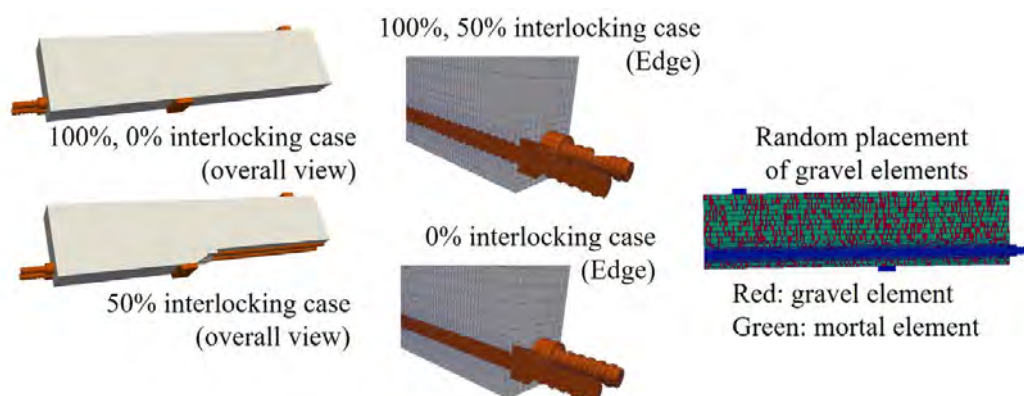 100%, 0% interlocking case
(overall view)
50% interlocking case
(overall view)
100%, 50% interlocking case
(Edge)
0% interlocking case
(Edge)
Random placement
of gravel elements
Red: gravel element
Green: mortal element